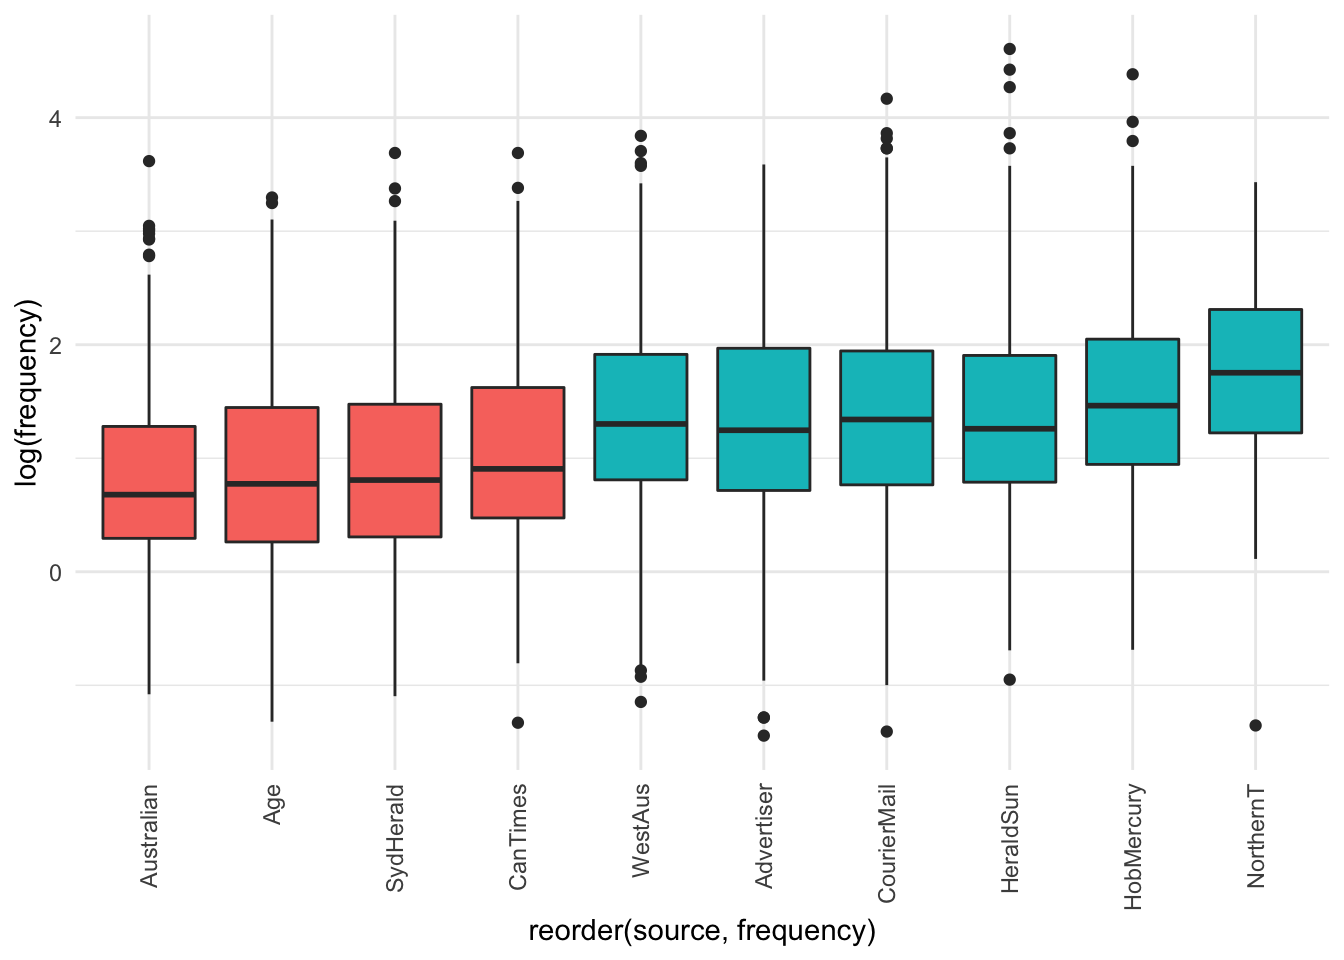 log(frequency)
4
2
0
Australian
Age
SydHerald
CanTimes
WestAus
Advertiser
CourierMail
HeraldSun
HobMercury
NorthernT
reorder(source, frequency)